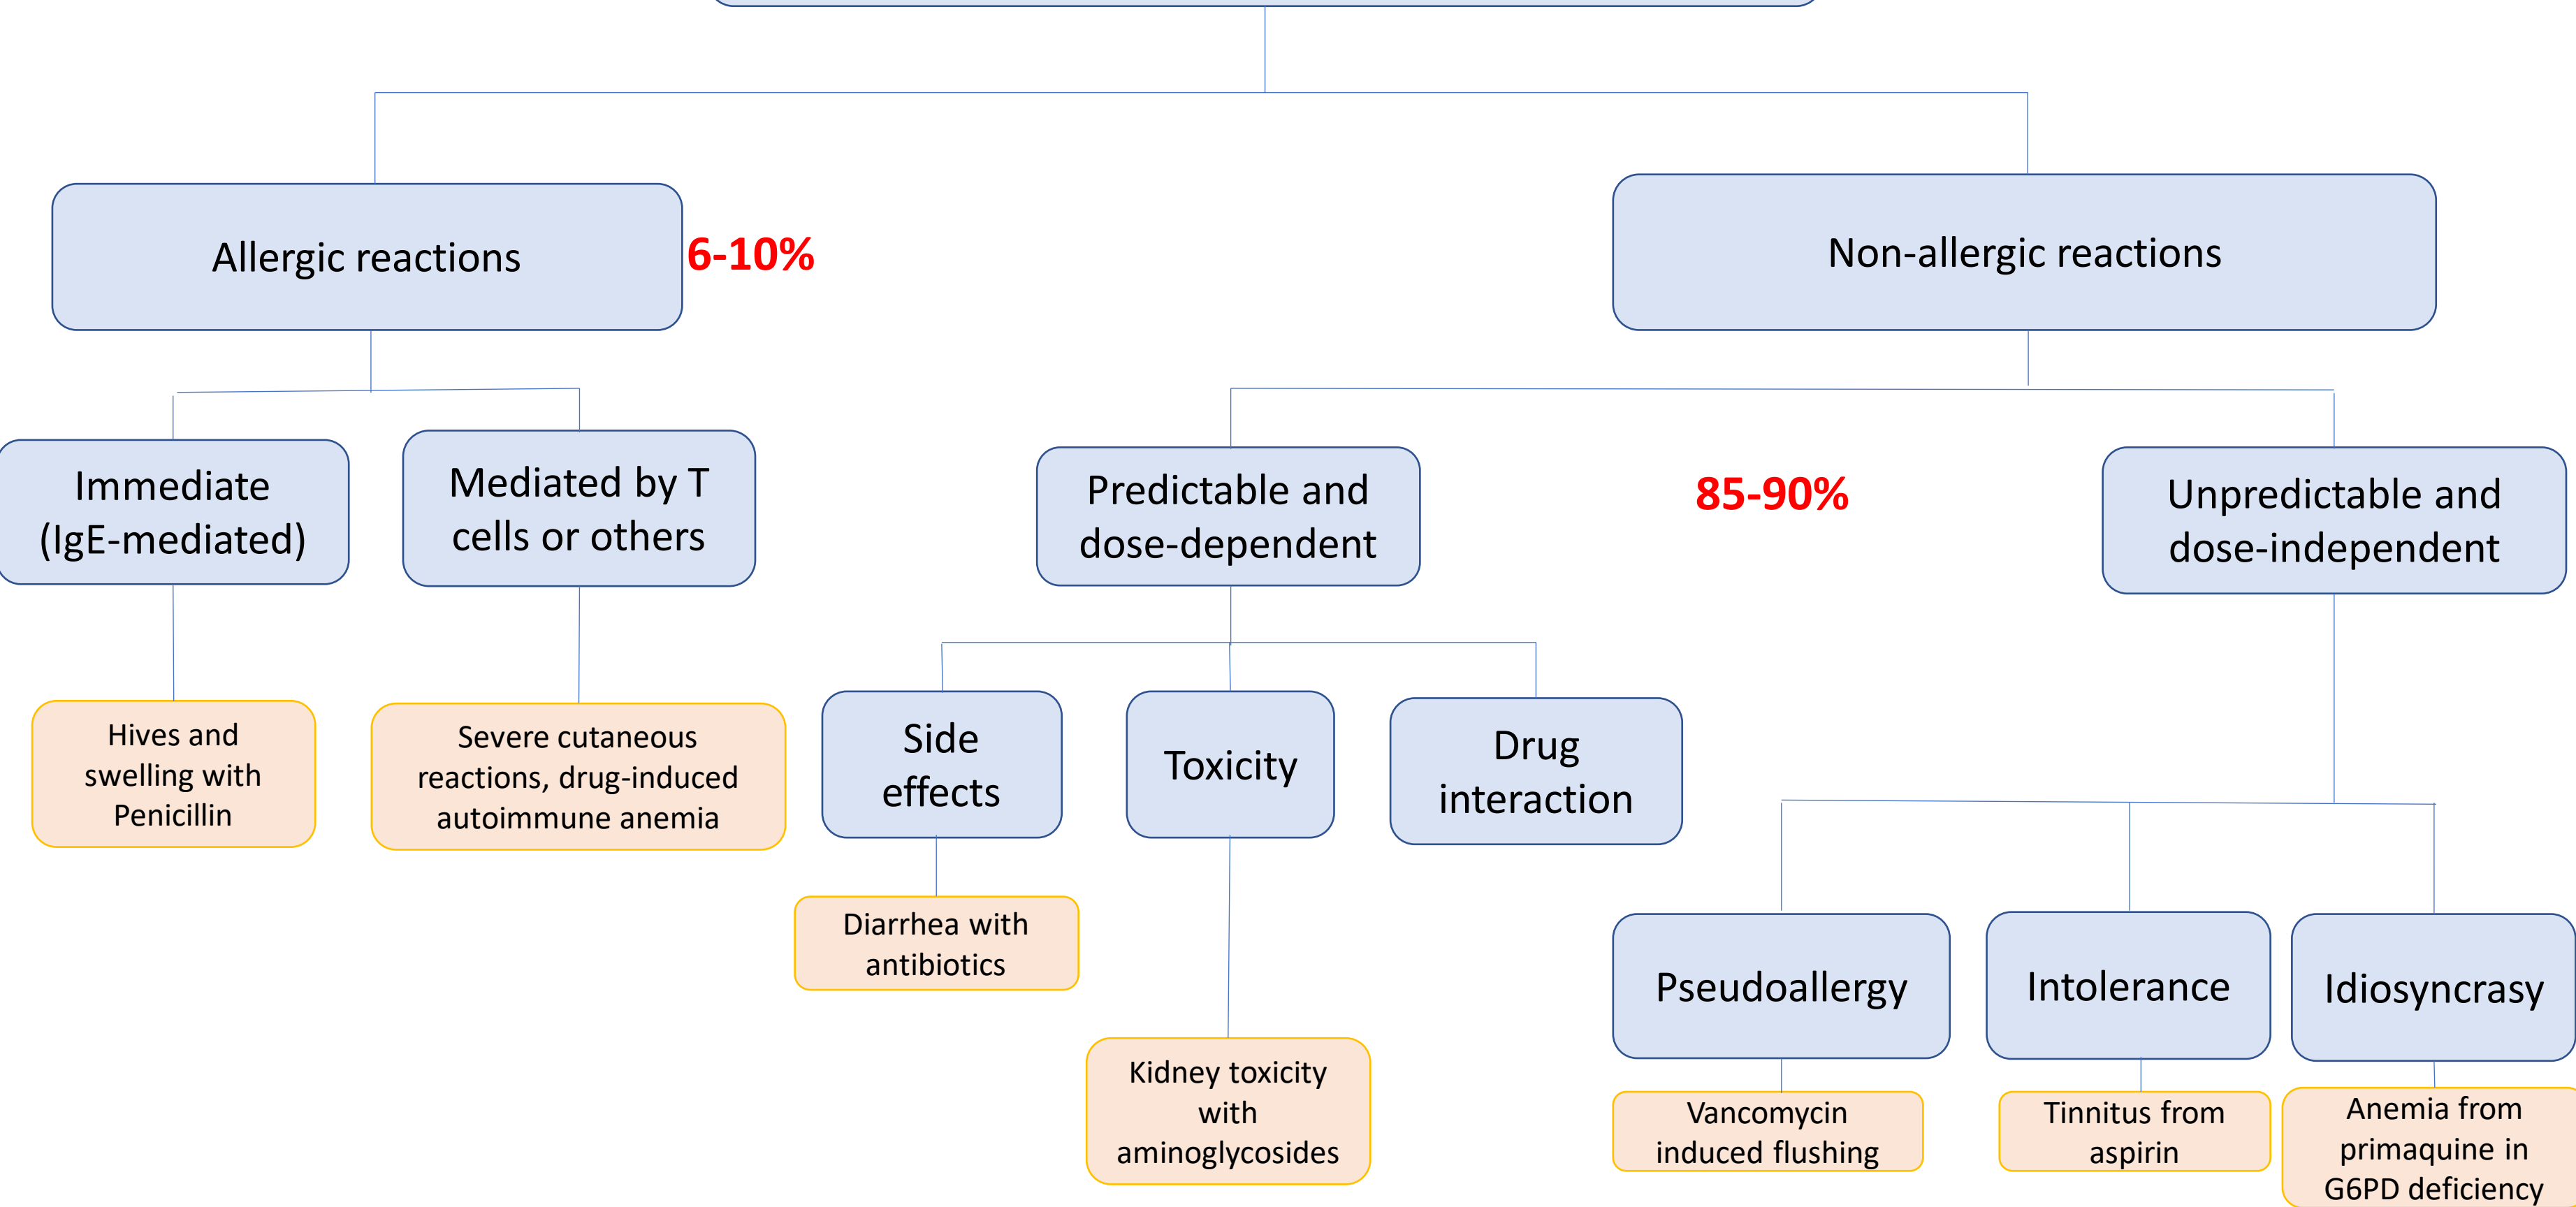 Allergic reactions
6-10%
Non-allergic reactions
Immediate
(IgE-mediated)
Mediated by T
cells or others
Predictable and
dose-dependent
85-90%
Unpredictable and
dose-independent
Hives and
swelling with
Penicillin
Severe cutaneous
reactions, drug-induced
autoimmune anemia
Side
effects
Toxicity
Drug
interaction
Diarrhea with
antibiotics
Kidney toxicity
with
aminoglycosides
Pseudoallergy
Intolerance
Idiosyncrasy
Vancomycin
induced flushing
Tinnitus from
aspirin
Anemia from
primaquine in
G6PD deficiency